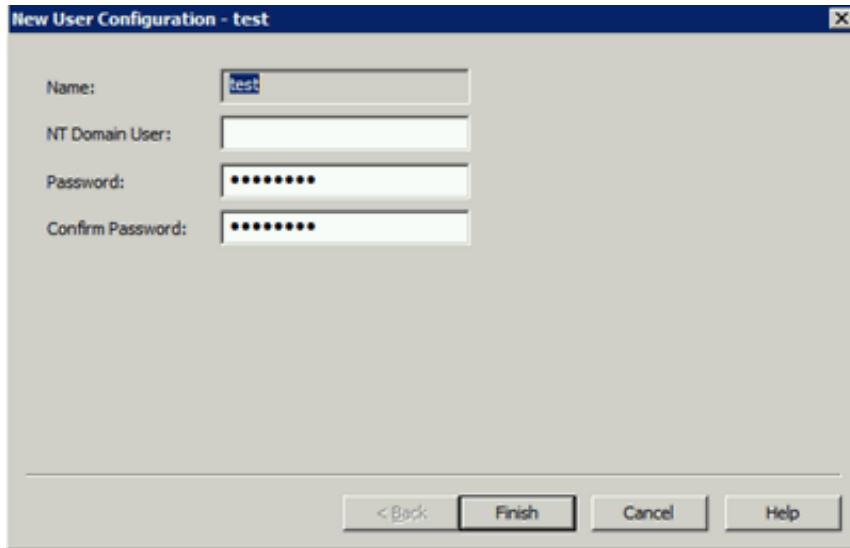 New User Configuration - test
Name: test
NT Domain User:
Password: ••••••••
Confirm Password: ••••••••
< Back Finish Cancel Help